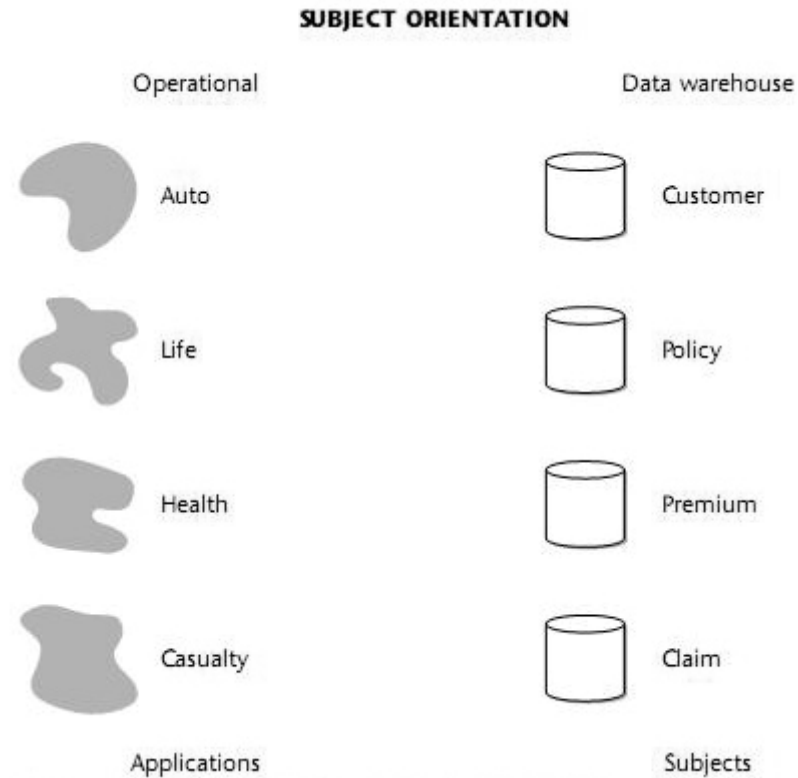 SUBJECT ORIENTATION
Operational Data warehouse
Auto Customer
Life Policy
Health Premium
Casualty Claim
Applications Subjects